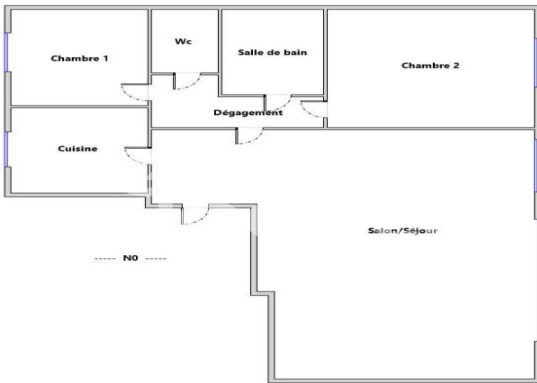 Wc
Salle de bain
Chambre 1
Chambre 2
Dégagement
Cuisine
Salon/Séjour
----- N0 -----